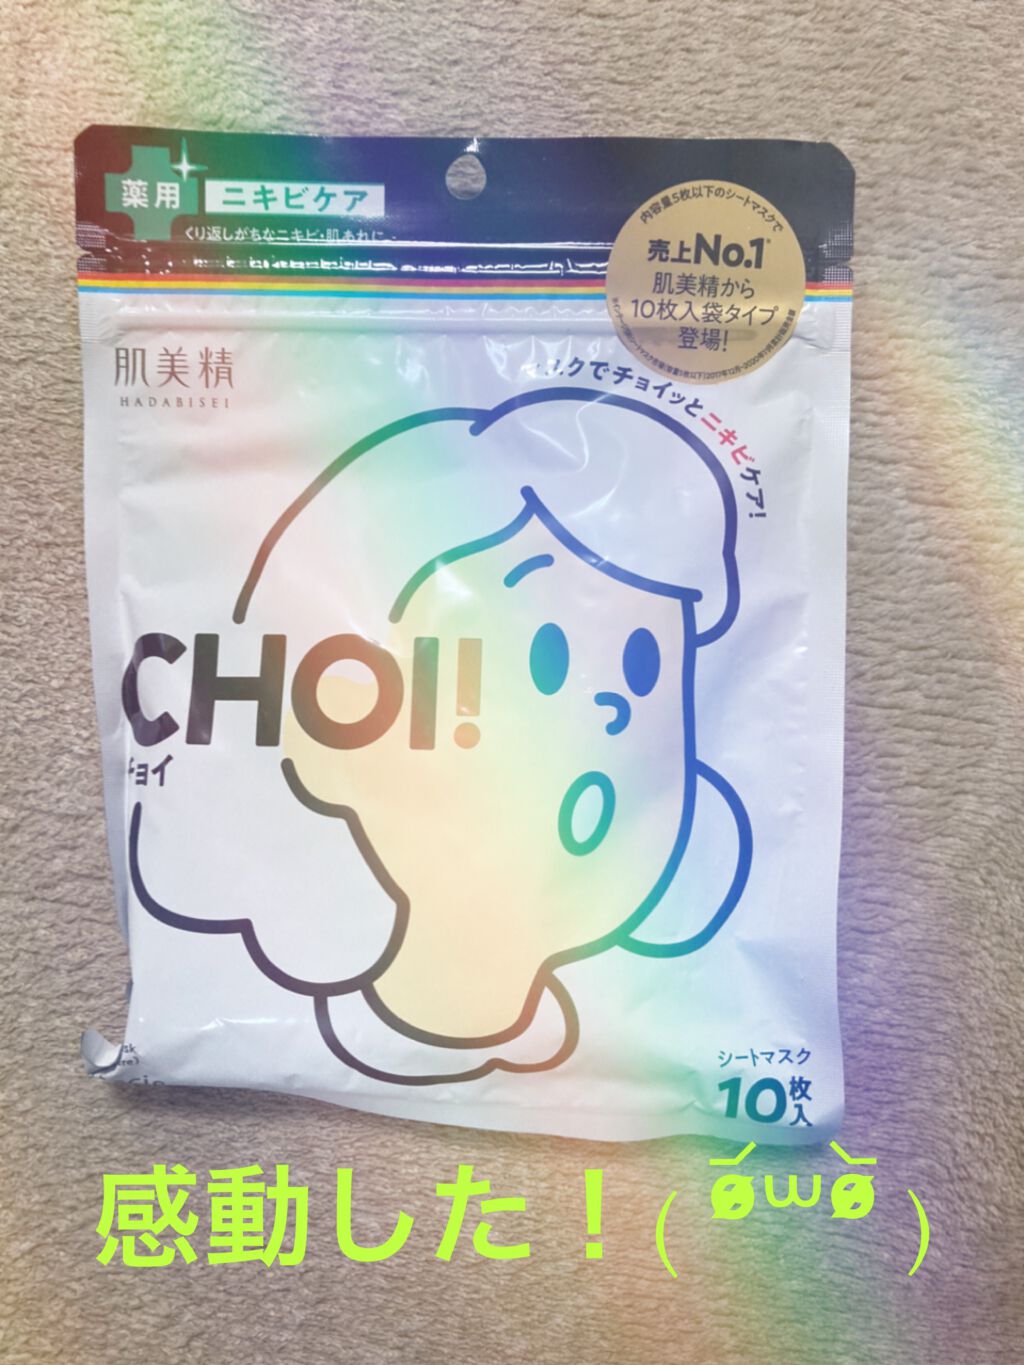 薬用
ニキビケア
くり返しがちなニキビ・肌あれに
内容量5枚以下のシートマスクで
売上No.1
肌美精から
10枚入袋タイプ
登場!
肌美精
HADABISEI
スクでチョイッとニキビケア!
CHOI!
チョイ
シートマスク
10枚入
感動した!